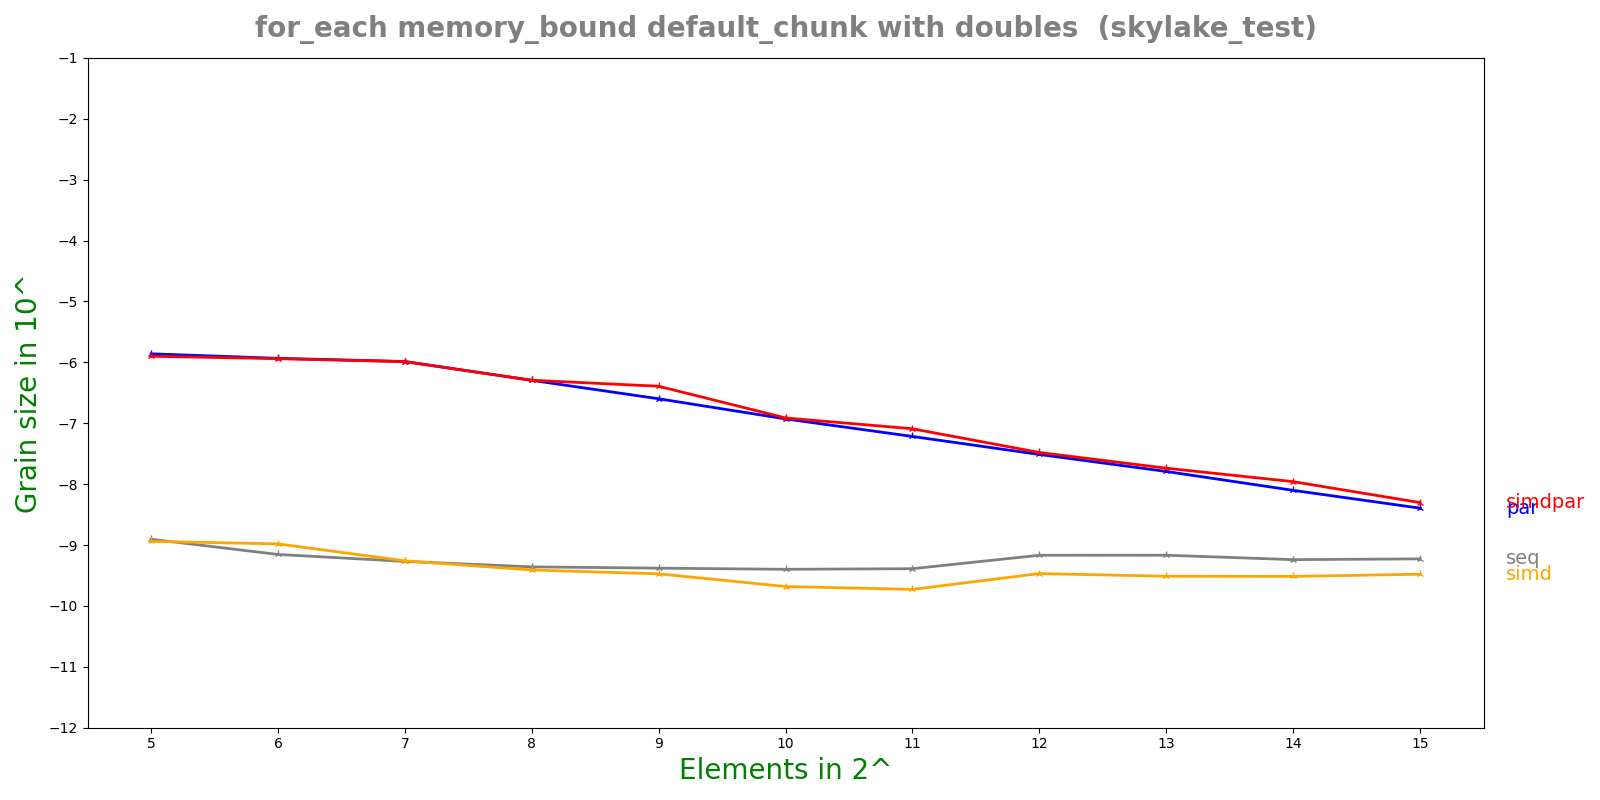 for_each memory_bound default_chunk with doubles  (skylake_test)
Grain size in 10^
−1
−2
−3
−4
−5
−6
−7
−8
−9
−10
−11
−12
simdpar
par
seq
simd
5 6 7 8 9 10 11 12 13 14 15
Elements in 2^